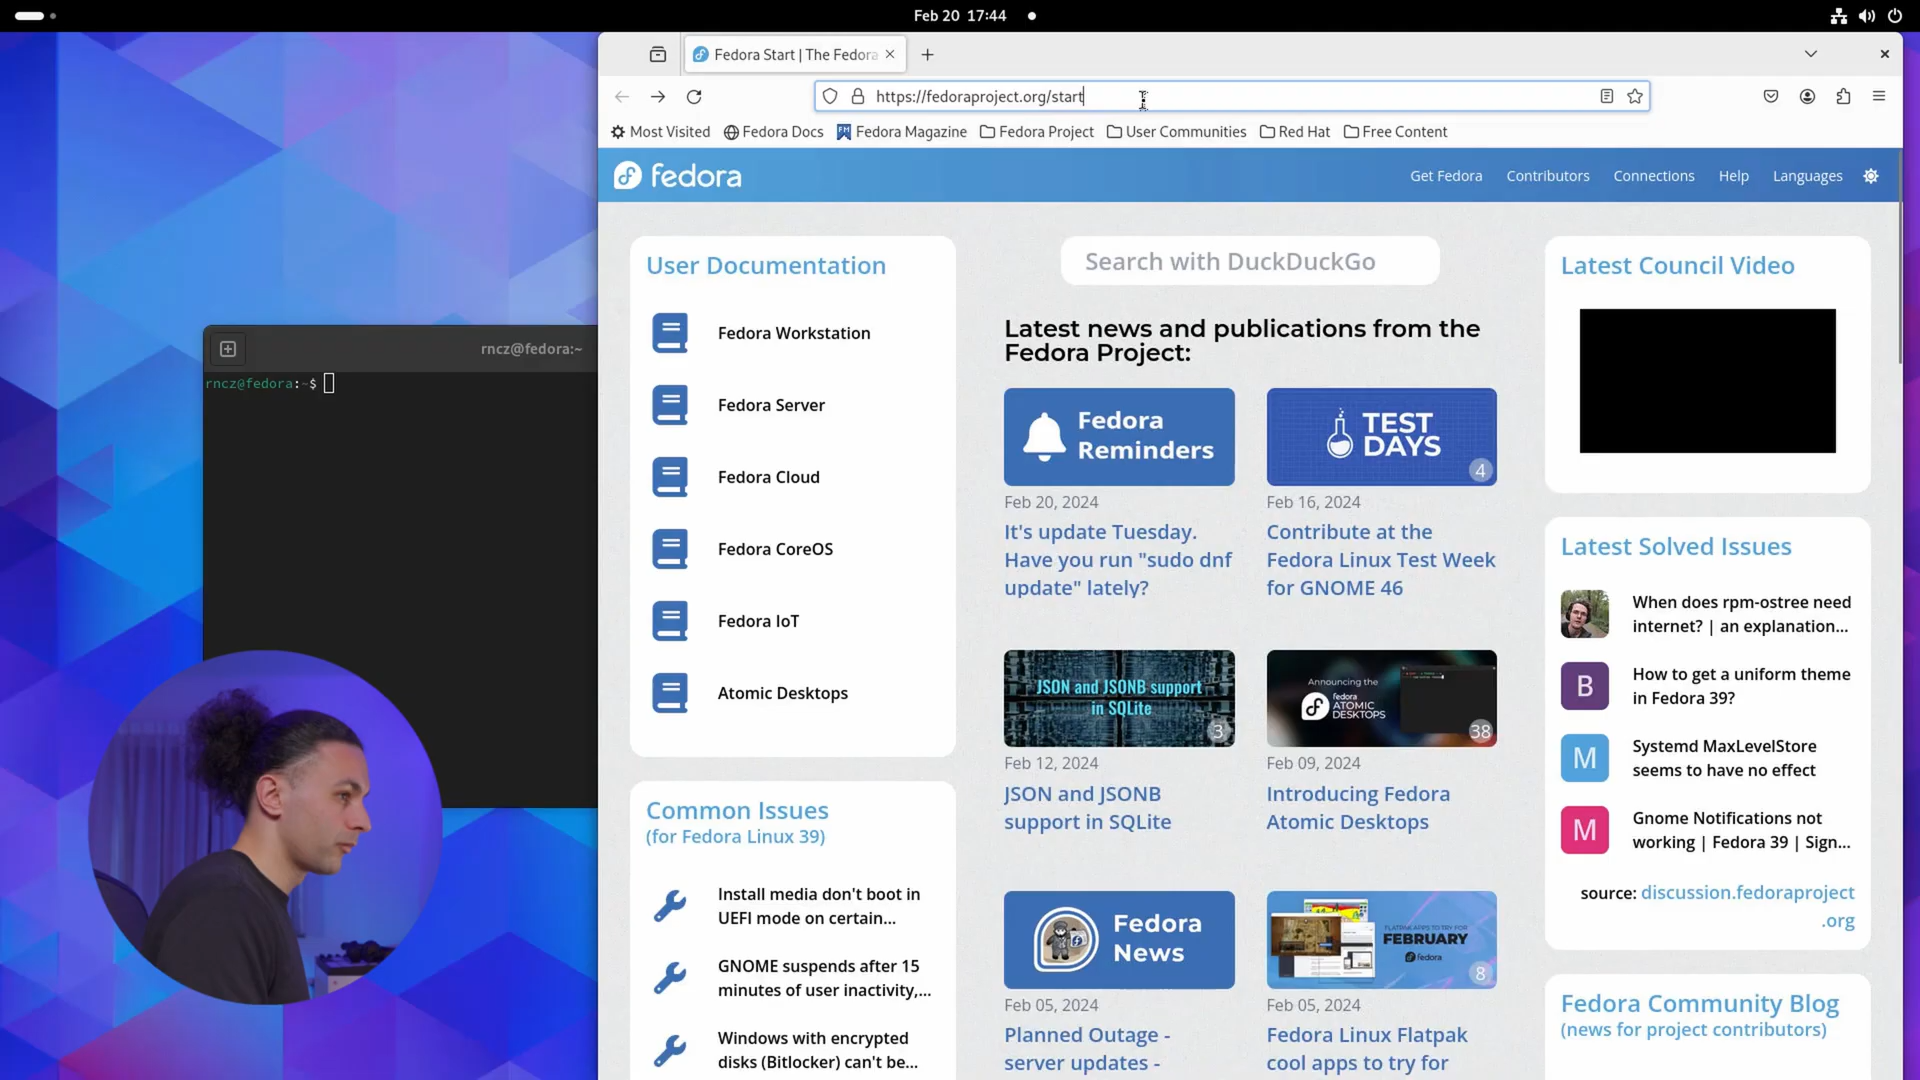 Feb 20 17:44
Fedora Start | The Fedora
https://fedoraproject.org/start
Most Visited
Fedora Docs
Fedora Magazine
Fedora Project
User Communities
Red Hat
Free Content
fedora
Get Fedora
Contributors
Connections
Help
Languages
rncz@fedora:~
rncz@fedora:~$
User Documentation
Fedora Workstation
Fedora Server
Fedora Cloud
Fedora CoreOS
Fedora IoT
Atomic Desktops
Common Issues
(for Fedora Linux 39)
Install media don't boot in
UEFI mode on certain...
GNOME suspends after 15
minutes of user inactivity,...
Windows with encrypted
disks (Bitlocker) can't be...
Search with DuckDuckGo
Latest news and publications from the
Fedora Project:
Fedora
Reminders
Feb 20, 2024
It's update Tuesday.
Have you run "sudo dnf
update" lately?
TEST
DAYS
4
Feb 16, 2024
Contribute at the
Fedora Linux Test Week
for GNOME 46
JSON and JSONB support
in SQLite
3
Feb 12, 2024
JSON and JSONB
support in SQLite
Announcing the
fedora
ATOMIC
DESKTOPS
38
Feb 09, 2024
Introducing Fedora
Atomic Desktops
Fedora
News
Feb 05, 2024
Planned Outage -
server updates -
FLATPAK APPS TO TRY FOR
FEBRUARY
fedora
8
Feb 05, 2024
Fedora Linux Flatpak
cool apps to try for
Latest Council Video
Latest Solved Issues
When does rpm-ostree need
internet? | an explanation...
B
How to get a uniform theme
in Fedora 39?
M
Systemd MaxLevelStore
seems to have no effect
M
Gnome Notifications not
working | Fedora 39 | Sign...
source: discussion.fedoraproject
.org
Fedora Community Blog
(news for project contributors)